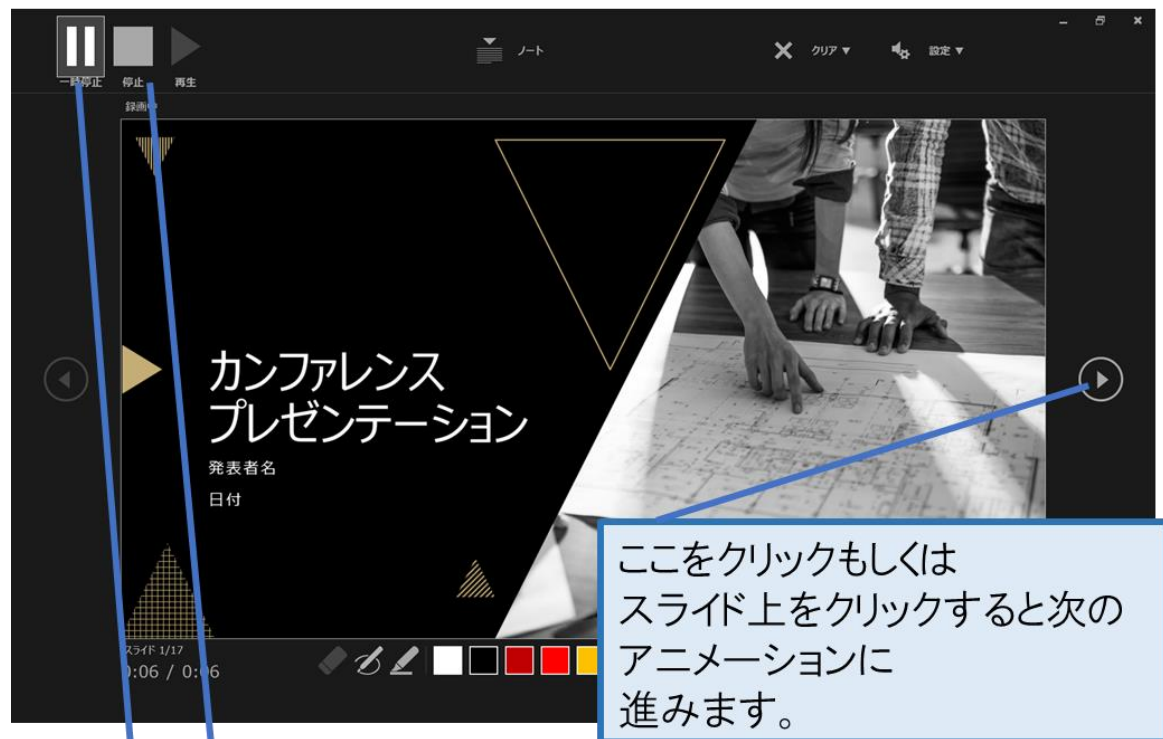 ノート
クリア
設定
一時停止 停止 再生
録画中
カンファレンス
プレゼンテーション
発表者名
日付
スライド 1/17
0:06 / 0:06
ここをクリックもしくは
スライド上をクリックすると次の
アニメーションに
進みます。